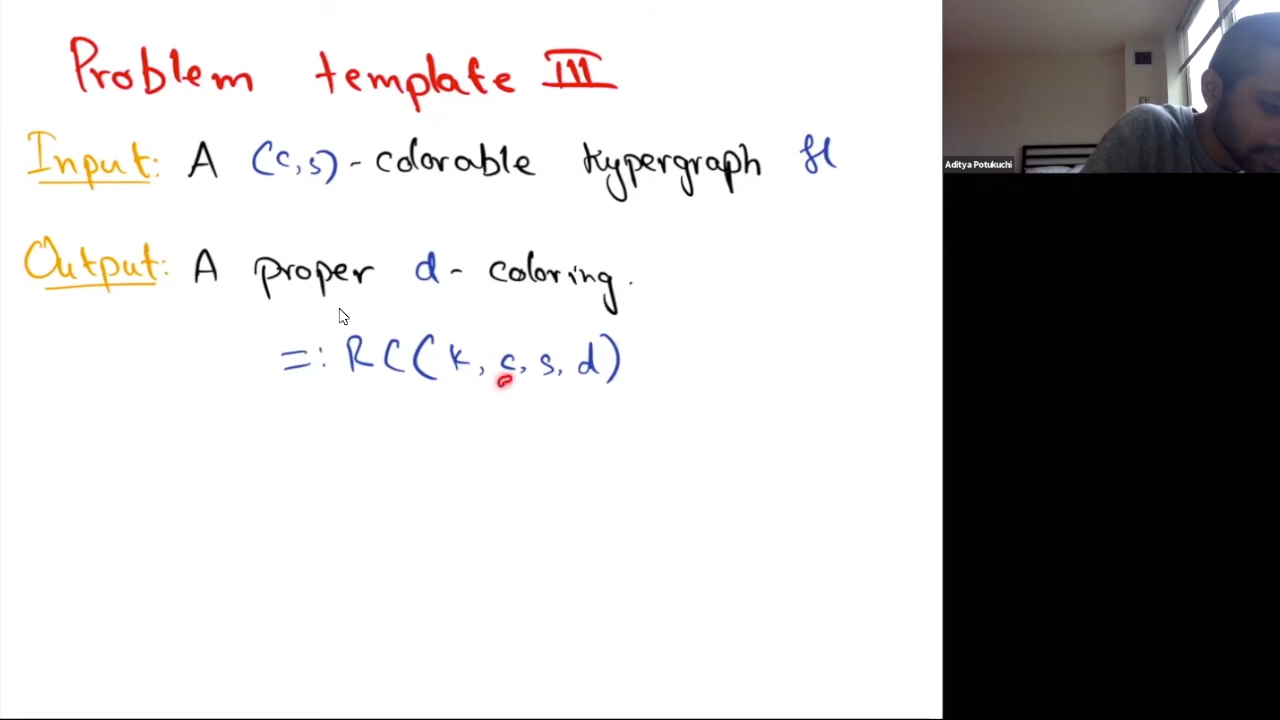 Problem template III
Input: A (c,s)-colorable hypergraph H
Output: A proper d-coloring.
=: RC(k, c, s, d)
Aditya Potukuchi